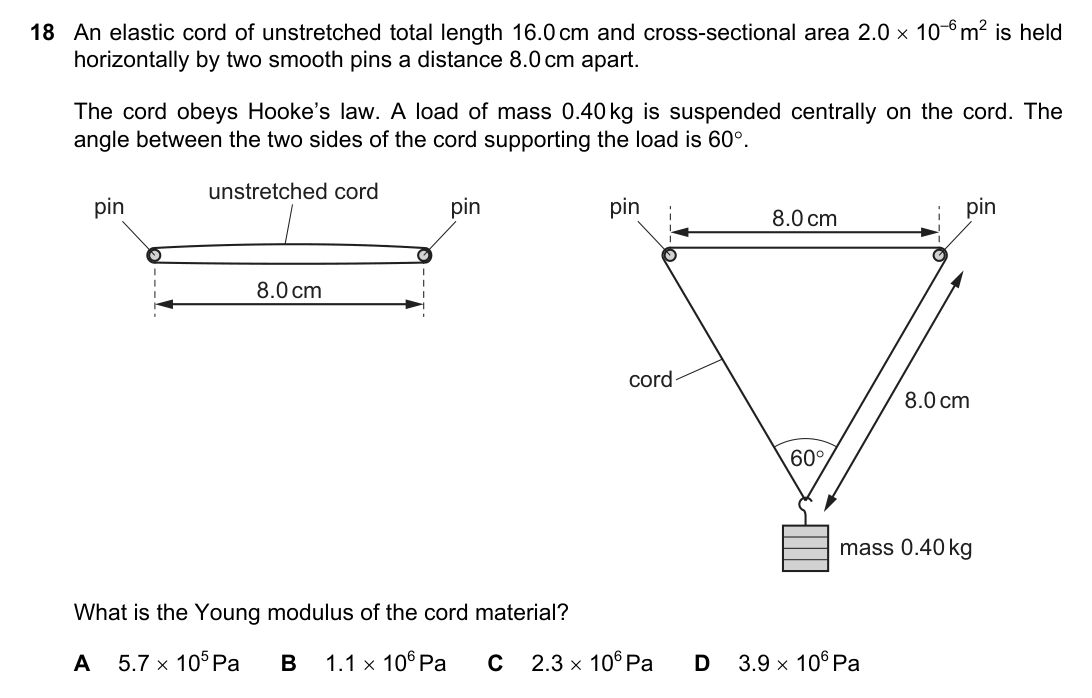 18 An elastic cord of unstretched total length 16.0 cm and cross-sectional area 2.0 × 10⁻⁶ m² is held
horizontally by two smooth pins a distance 8.0 cm apart.
The cord obeys Hooke's law. A load of mass 0.40 kg is suspended centrally on the cord. The
angle between the two sides of the cord supporting the load is 60°.
pin
unstretched cord
pin
8.0 cm
pin
8.0 cm
pin
cord
8.0 cm
60°
mass 0.40 kg
What is the Young modulus of the cord material?
A 5.7 × 10⁵ Pa B 1.1 × 10⁶ Pa C 2.3 × 10⁶ Pa D 3.9 × 10⁶ Pa